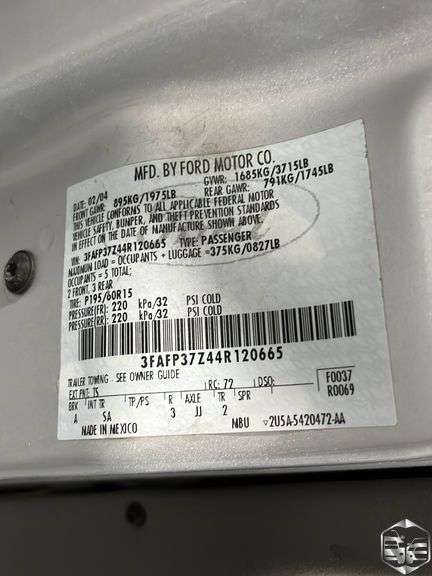 MFD. BY FORD MOTOR CO.
DATE: 02/04 GVWR: 1685KG/3715LB
FRONT GAWR: 895KG/1975LB REAR GAWR: 791KG/1745LB
THIS VEHICLE CONFORMS TO ALL APPLICABLE FEDERAL MOTOR
VEHICLE SAFETY, BUMPER, AND THEFT PREVENTION STANDARDS
IN EFFECT ON THE DATE OF MANUFACTURE SHOWN ABOVE.
VIN: 3FAFP37Z44R120665 TYPE: PASSENGER
MAXIMUM LOAD = OCCUPANTS + LUGGAGE =375KG/0827LB
OCCUPANTS = 5 TOTAL;
2 FRONT, 3 REAR
TIRE: P195/60R15
PRESSURE(FR): 220 kPa/32 PSI COLD
PRESSURE(RR): 220 kPa/32 PSI COLD
3FAFP37Z44R120665
TRAILER TOWING - SEE OWNER GUIDE F0037
EXT PNT: TS RC: 72 DSO: R0069
BRK INT TR TP/PS R AXLE TR SPR
A SA 3 JJ 2
MADE IN MEXICO MBU ▽2U5A-5420472-AA